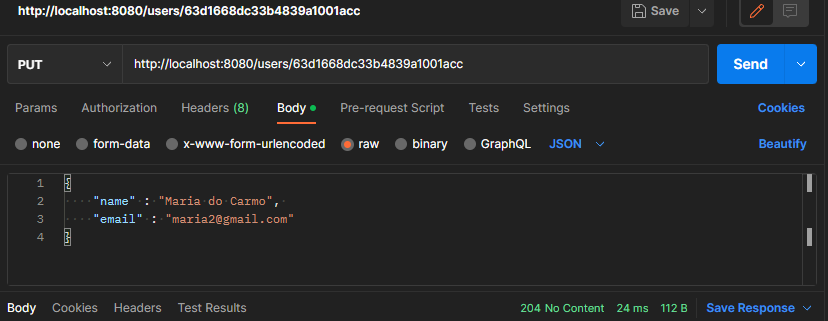 http://localhost:8080/users/63d1668dc33b4839a1001acc Save
PUT http://localhost:8080/users/63d1668dc33b4839a1001acc Send
Params Authorization Headers (8) Body Pre-request Script Tests Settings Cookies
none form-data x-www-form-urlencoded raw binary GraphQL JSON Beautify
1 {
2 "name" : "Maria do Carmo",
3 "email" : "maria2@gmail.com"
4 }
Body Cookies Headers Test Results 204 No Content 24 ms 112 B Save Response